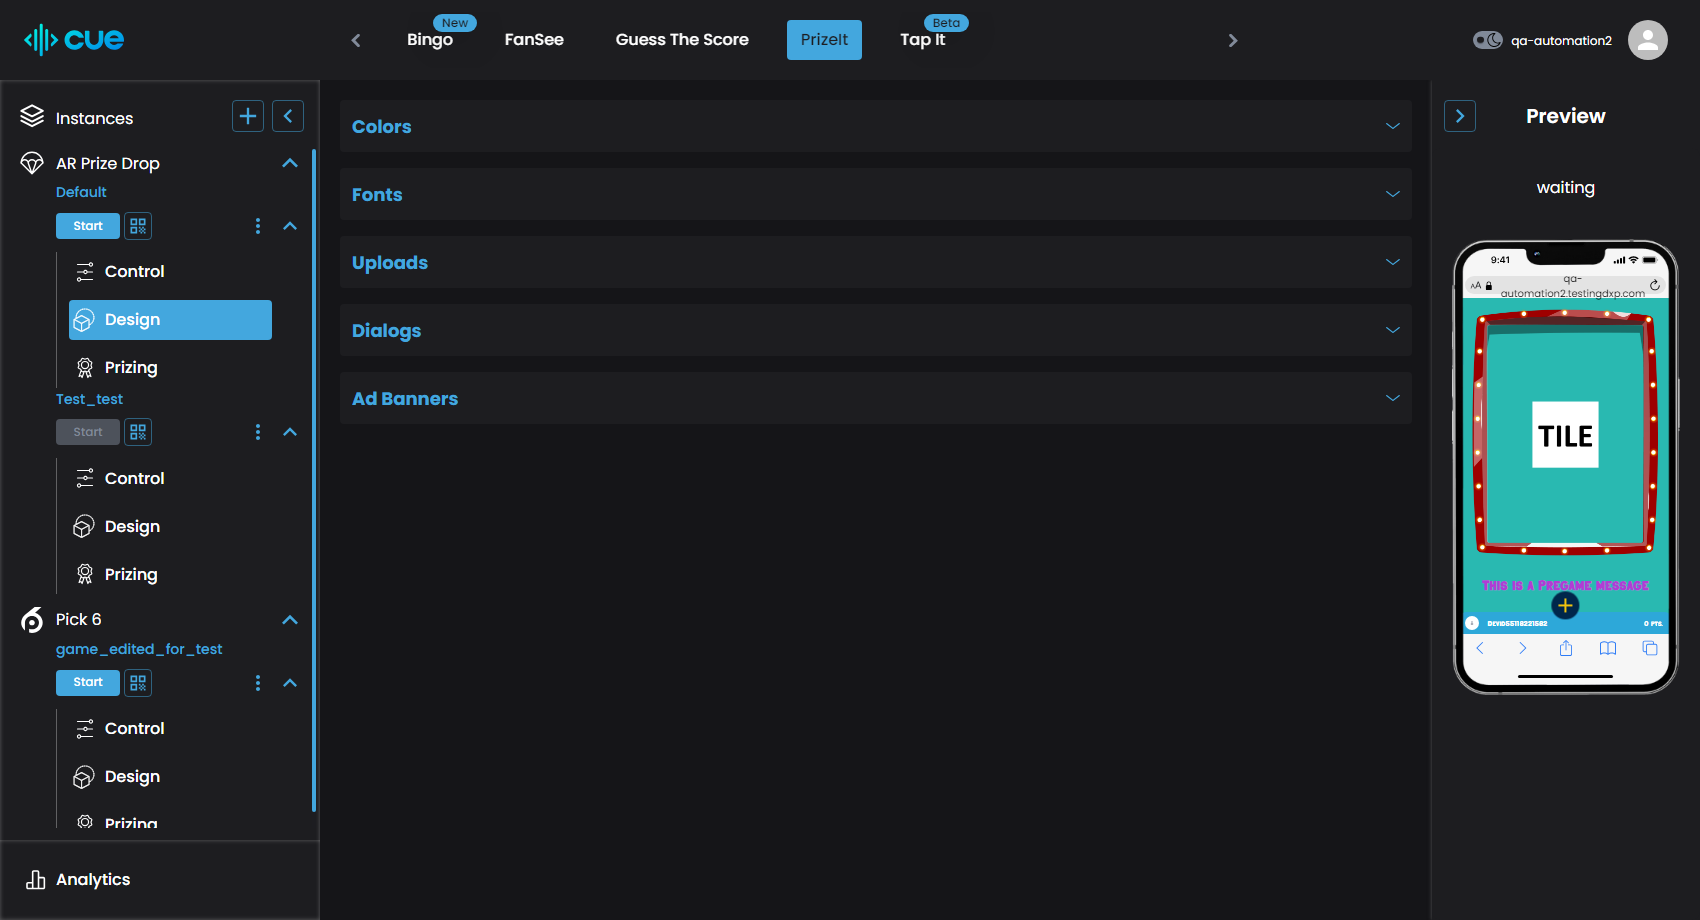 cue
New
Bingo
FanSee
Guess The Score
PrizeIt
Beta
Tap It
qa-automation2
Instances
AR Prize Drop
Default
Start
Control
Design
Prizing
Test_test
Start
Control
Design
Prizing
Pick 6
game_edited_for_test
Start
Control
Design
Prizing
Analytics
Colors
Fonts
Uploads
Dialogs
Ad Banners
Preview
waiting
9:41
AA
qa-
automation2.testingdxp.com
TILE
THIS IS A PREGAME MESSAGE
0 PTS.